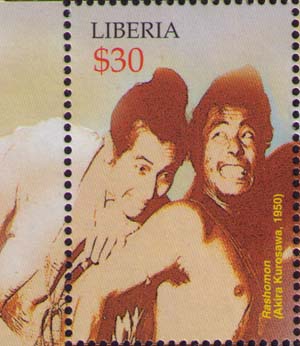 LIBERIA
$30
Rashomon
(Akira Kurosawa, 1950)